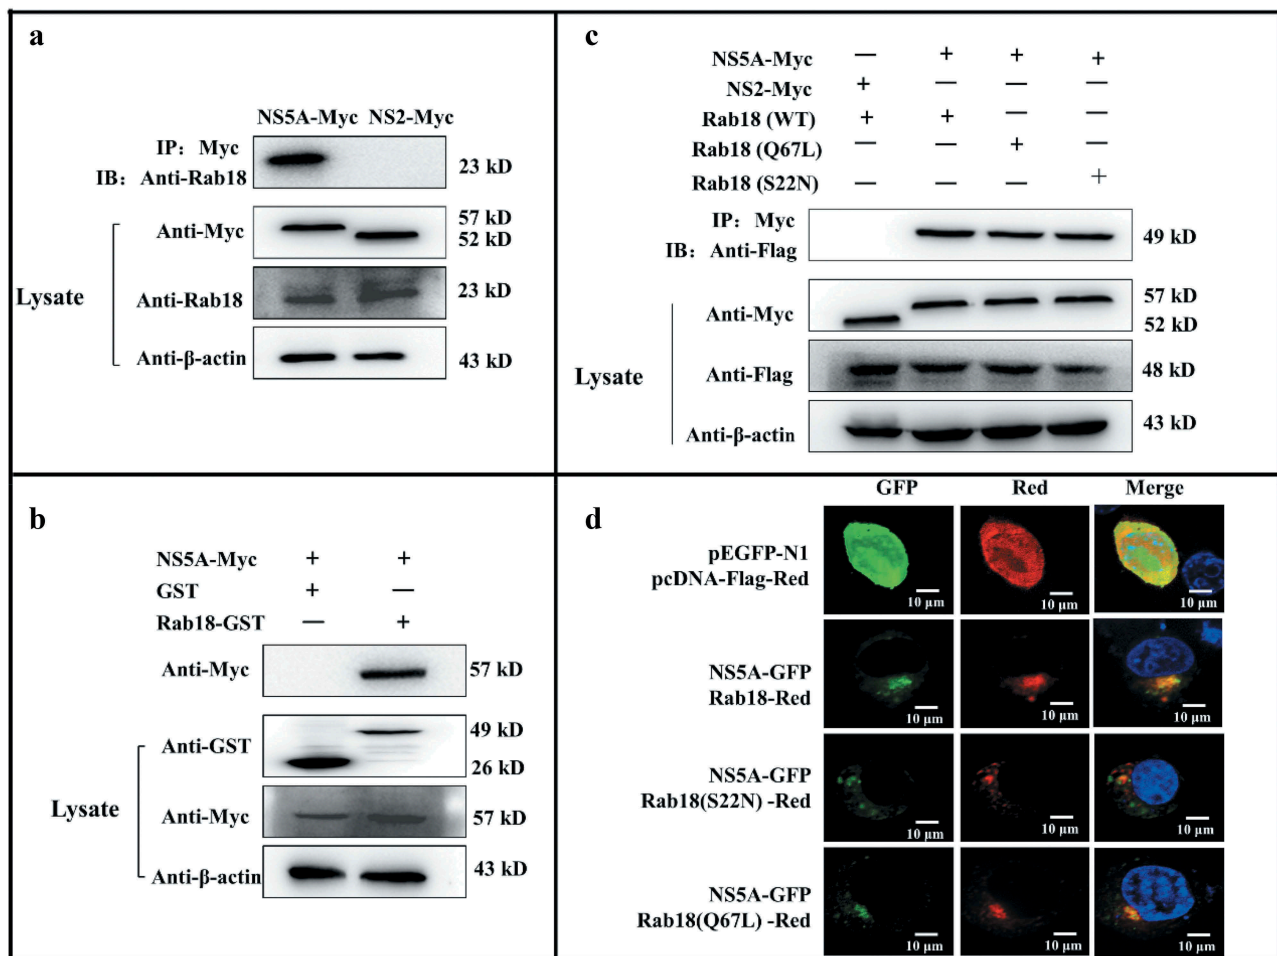 a
NS5A-Myc NS2-Myc
IP: Myc
IB: Anti-Rab18
23 kD
Anti-Myc
57 kD
52 kD
Lysate
Anti-Rab18
23 kD
Anti-β-actin
43 kD
b
NS5A-Myc + +
GST + —
Rab18-GST — +
Anti-Myc
57 kD
Anti-GST
49 kD
26 kD
Lysate
Anti-Myc
57 kD
Anti-β-actin
43 kD
c
NS5A-Myc — + + +
NS2-Myc + — — —
Rab18 (WT) + + — —
Rab18 (Q67L) — — + —
Rab18 (S22N) — — — +
IP: Myc
IB: Anti-Flag
49 kD
Anti-Myc
57 kD
52 kD
Lysate
Anti-Flag
48 kD
Anti-β-actin
43 kD
d
GFP Red Merge
pEGFP-N1
pcDNA-Flag-Red
10 μm 10 μm 10 μm
NS5A-GFP
Rab18-Red
10 μm 10 μm 10 μm
NS5A-GFP
Rab18(S22N) -Red
10 μm 10 μm 10 μm
NS5A-GFP
Rab18(Q67L) -Red
10 μm 10 μm 10 μm